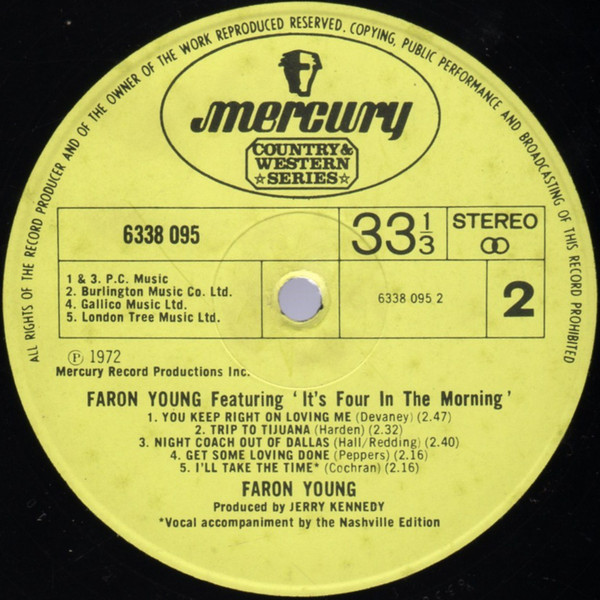 ALL RIGHTS OF THE RECORD PRODUCER AND OF THE OWNER OF THE WORK REPRODUCED RESERVED. COPYING, PUBLIC PERFORMANCE AND BROADCASTING OF THIS RECORD PROHIBITED
mercury
COUNTRY &
WESTERN
☆SERIES☆
6338 095
33 1/3
STEREO
1 & 3. P.C. Music
2. Burlington Music Co. Ltd.
4. Gallico Music Ltd.
5. London Tree Music Ltd.
6338 095 2
2
Ⓟ 1972
Mercury Record Productions Inc.
FARON YOUNG Featuring 'It's Four In The Morning'
1. YOU KEEP RIGHT ON LOVING ME (Devaney) (2.47)
2. TRIP TO TIJUANA (Harden) (2.32)
3. NIGHT COACH OUT OF DALLAS (Hall/Redding) (2.40)
4. GET SOME LOVING DONE (Peppers) (2.16)
5. I'LL TAKE THE TIME* (Cochran) (2.16)
FARON YOUNG
Produced by JERRY KENNEDY
*Vocal accompaniment by the Nashville Edition